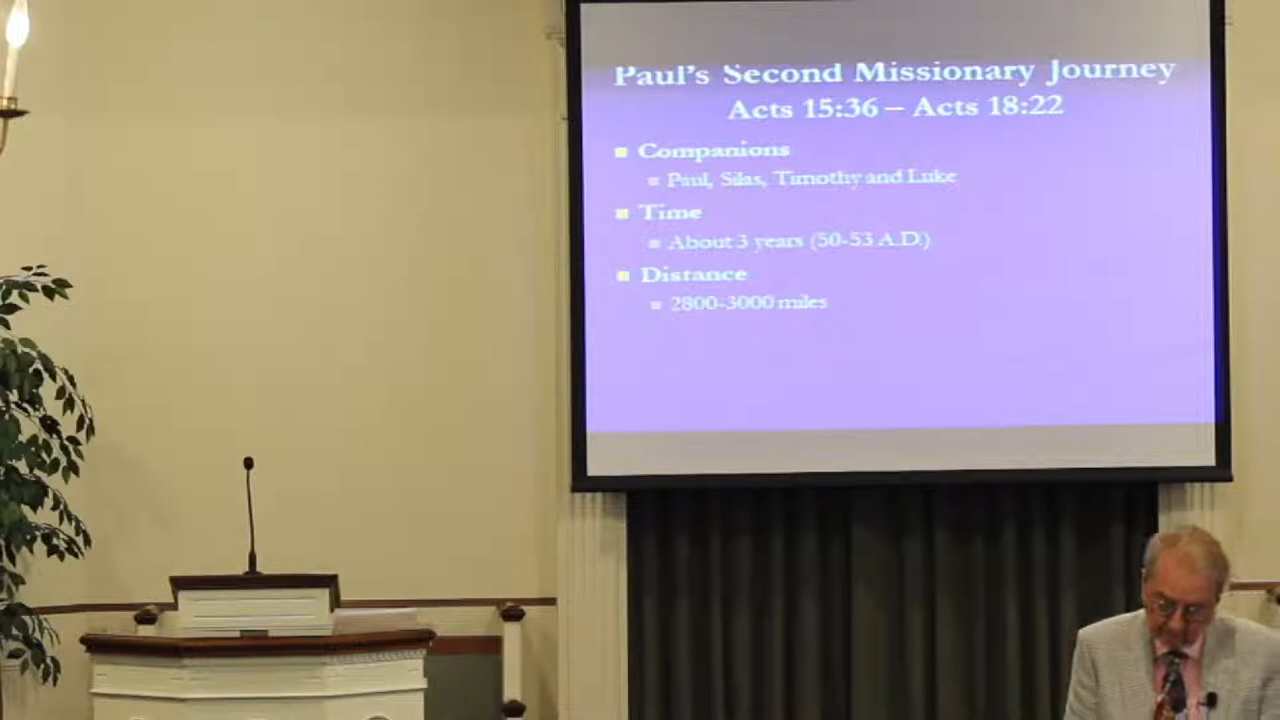 Paul's Second Missionary Journey
Acts 15:36 – Acts 18:22
Companions
Paul, Silas, Timothy and Luke
Time
About 3 years (50-53 A.D.)
Distance
2800-3000 miles